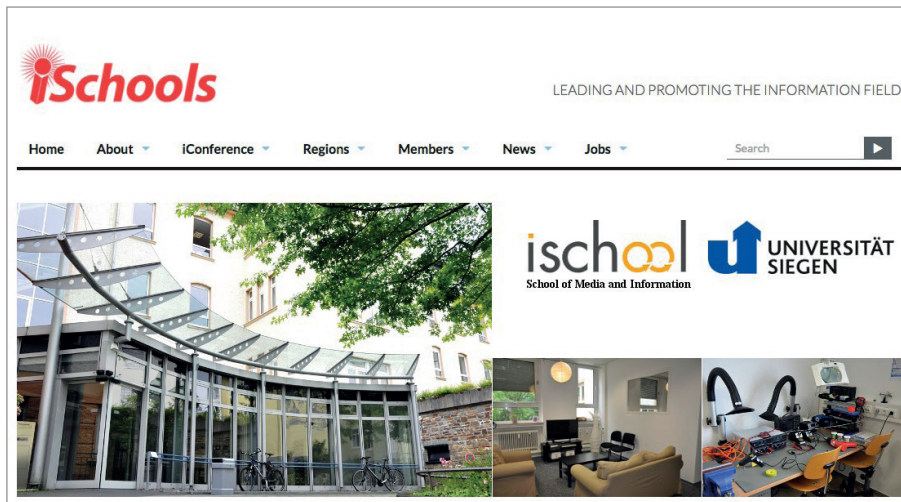 iSchools
LEADING AND PROMOTING THE INFORMATION FIELD
Home About iConference Regions Members News Jobs Search
ischool
School of Media and Information
UNIVERSITÄT
SIEGEN